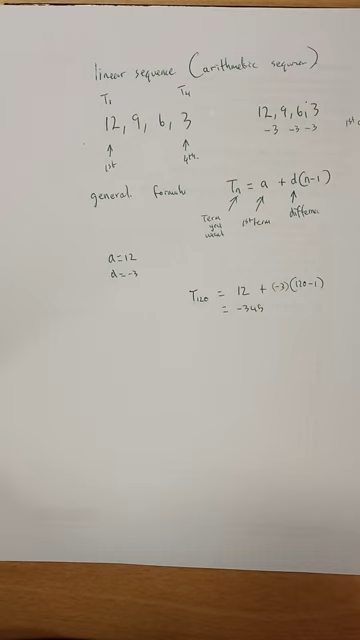 linear sequence (arithmetic sequence)
T₁ T₄
12, 9, 6, 3
12, 9, 6, 3
-3 -3 -3
1st
4th
general formula
Tₙ = a + d(n-1)
Term you want
1st term
difference
a=12
d=-3
T₁₂₀ = 12 + (-3)(120-1)
= -345